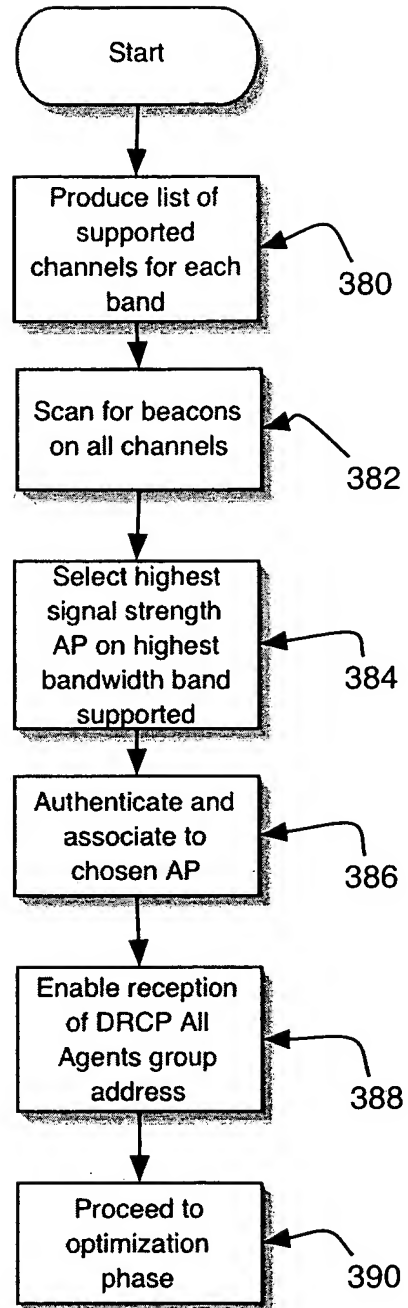 Start
Produce list of
supported
channels for each
band
380
Scan for beacons
on all channels
382
Select highest
signal strength
AP on highest
bandwidth band
supported
384
Authenticate and
associate to
chosen AP
386
Enable reception
of DRCP All
Agents group
address
388
Proceed to
optimization
phase
390